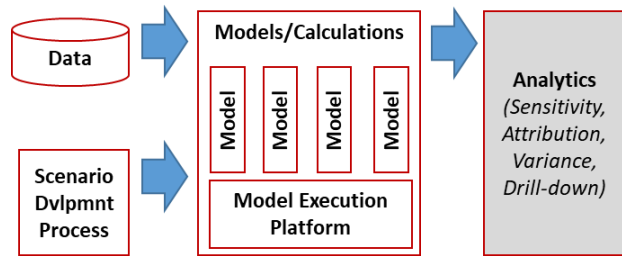 Data
Scenario
Dvlpmnt
Process
Models/Calculations
Model
Model
Model
Model
Model Execution
Platform
Analytics
(Sensitivity,
Attribution,
Variance,
Drill-down)